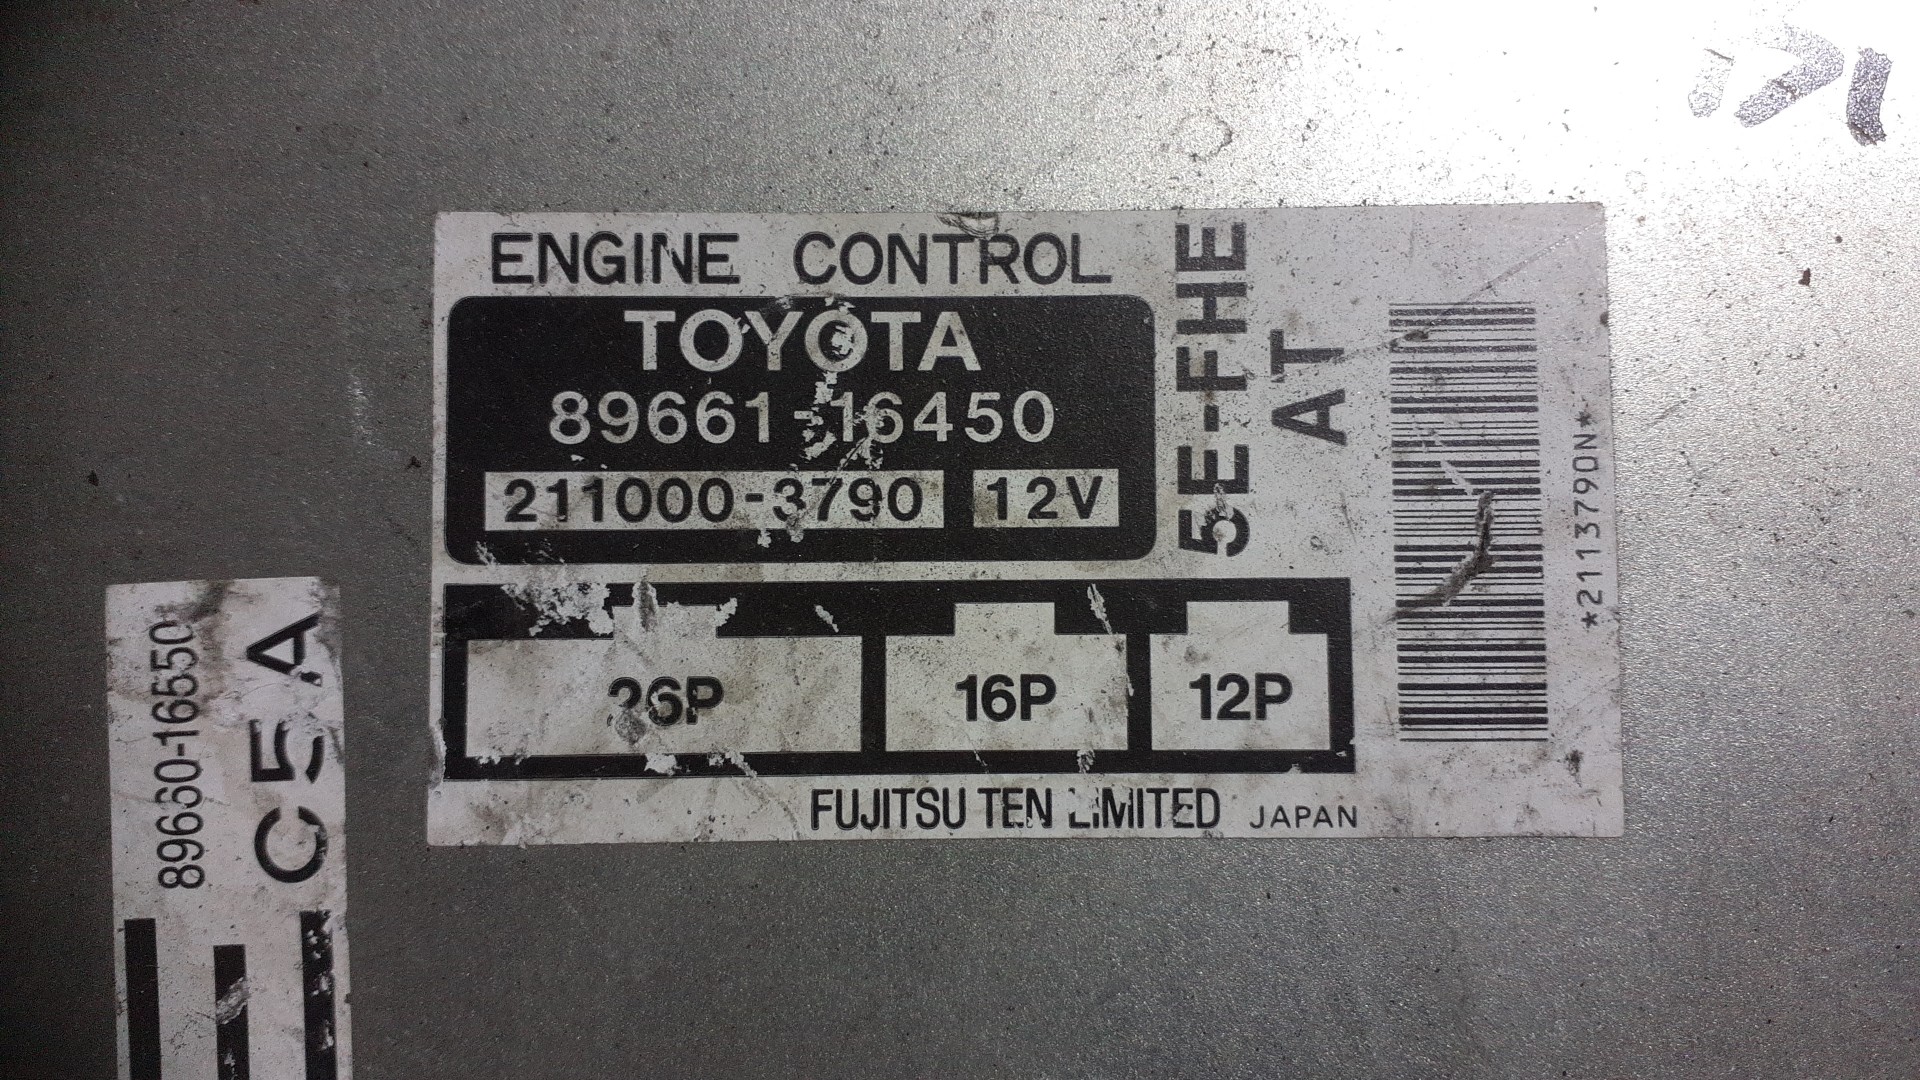 ENGINE CONTROL
TOYOTA
89661-16450
211000-3790 12V
5E-FHE
AT
26P 16P 12P
FUJITSU TEN LIMITED JAPAN
*2113790N*
89660-16550
C5A